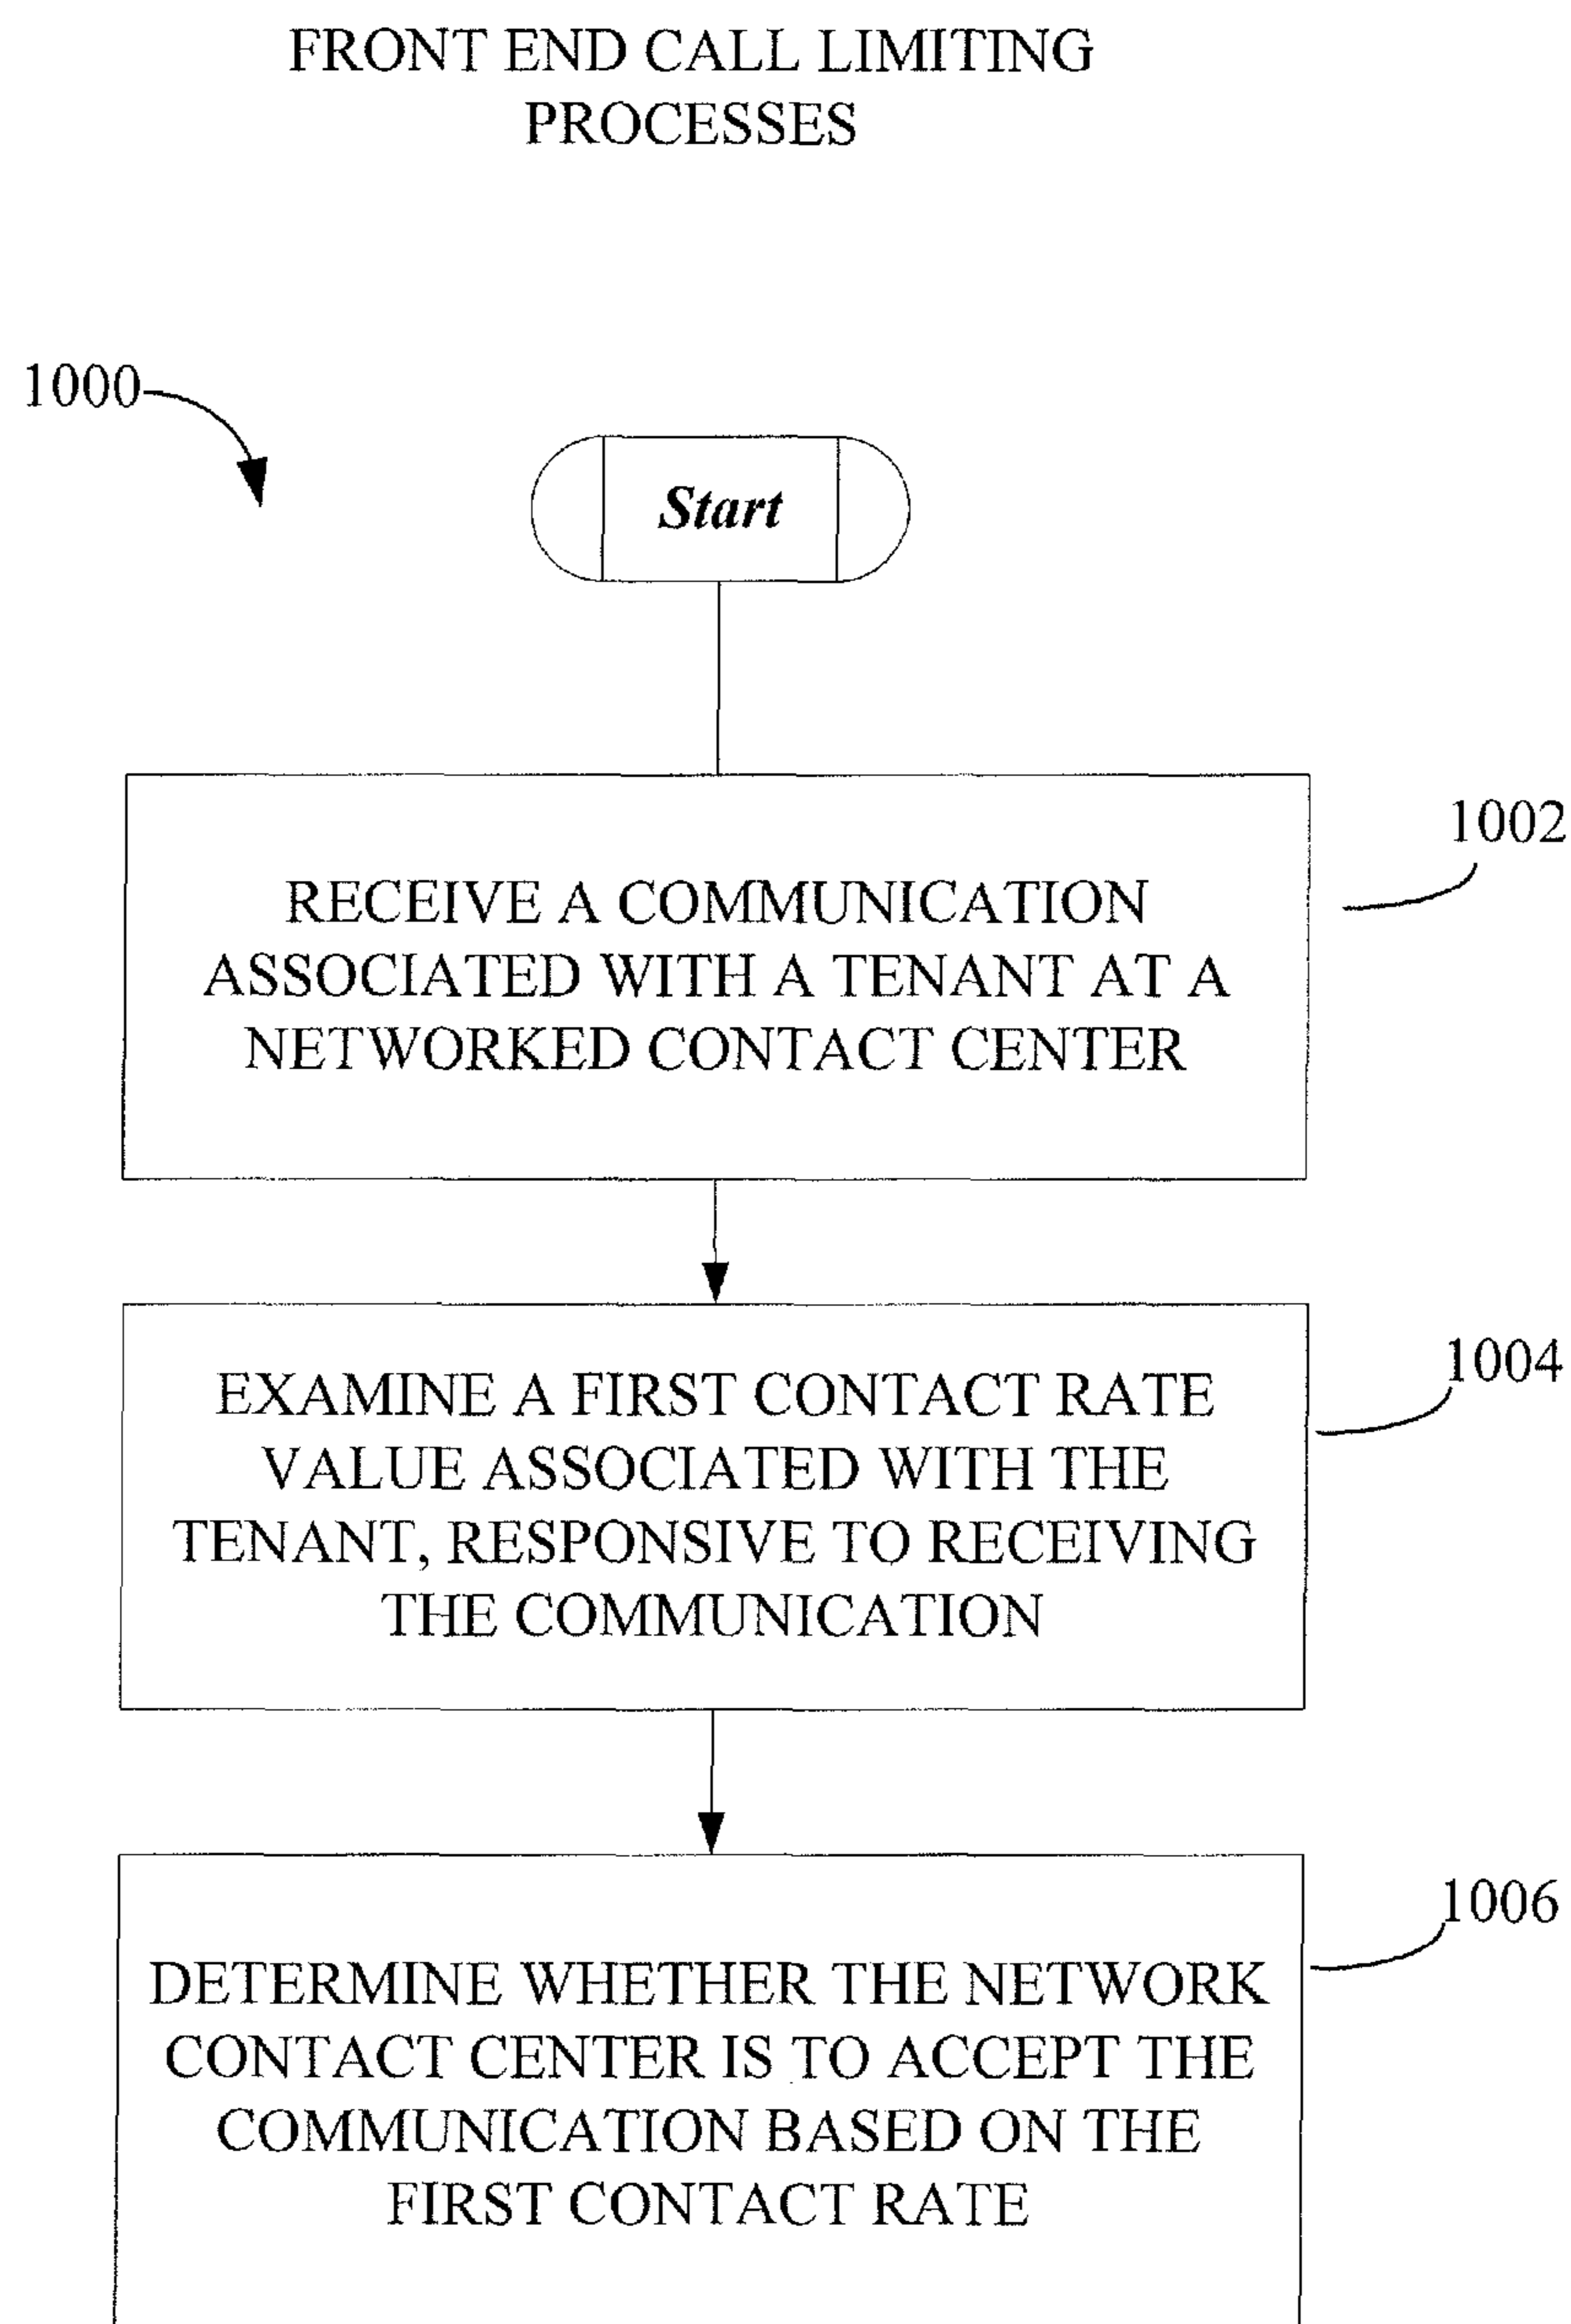 FRONT END CALL LIMITING
PROCESSES
1000
Start
1002
RECEIVE A COMMUNICATION
ASSOCIATED WITH A TENANT AT A
NETWORKED CONTACT CENTER
1004
EXAMINE A FIRST CONTACT RATE
VALUE ASSOCIATED WITH THE
TENANT, RESPONSIVE TO RECEIVING
THE COMMUNICATION
1006
DETERMINE WHETHER THE NETWORK
CONTACT CENTER IS TO ACCEPT THE
COMMUNICATION BASED ON THE
FIRST CONTACT RATE